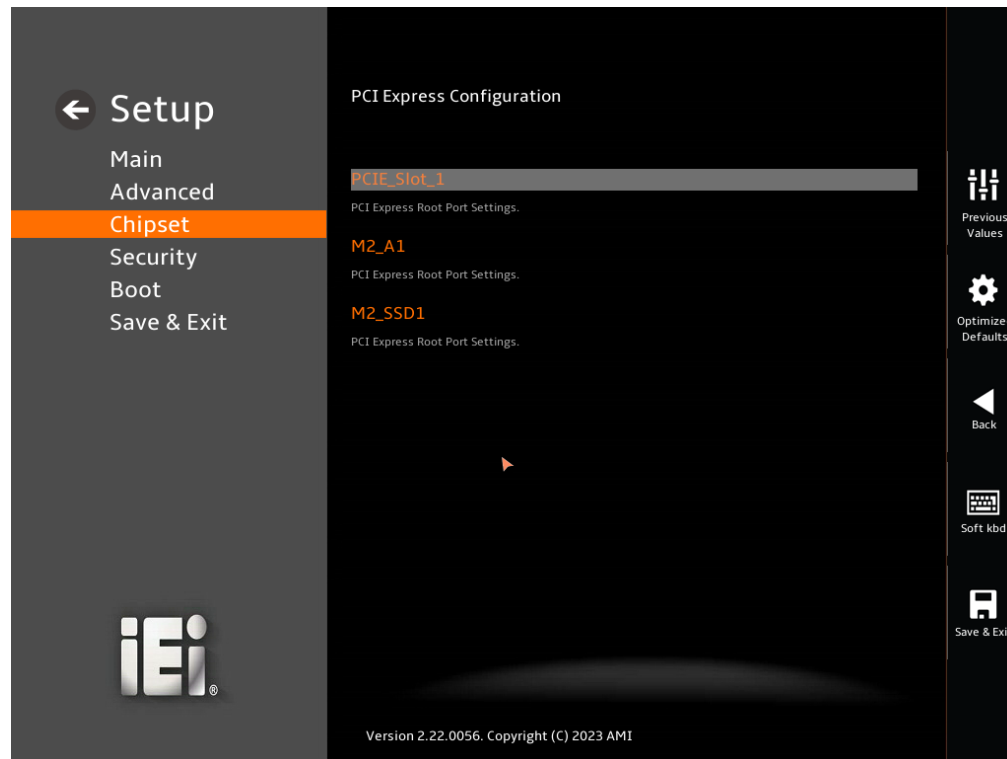 Setup
Main
Advanced
Chipset
Security
Boot
Save & Exit
iEi®
PCI Express Configuration
PCIE_Slot_1
PCI Express Root Port Settings.
M2_A1
PCI Express Root Port Settings.
M2_SSD1
PCI Express Root Port Settings.
Version 2.22.0056. Copyright (C) 2023 AMI
Previous
Values
Optimize
Defaults
Back
Soft kbd
Save & Exi